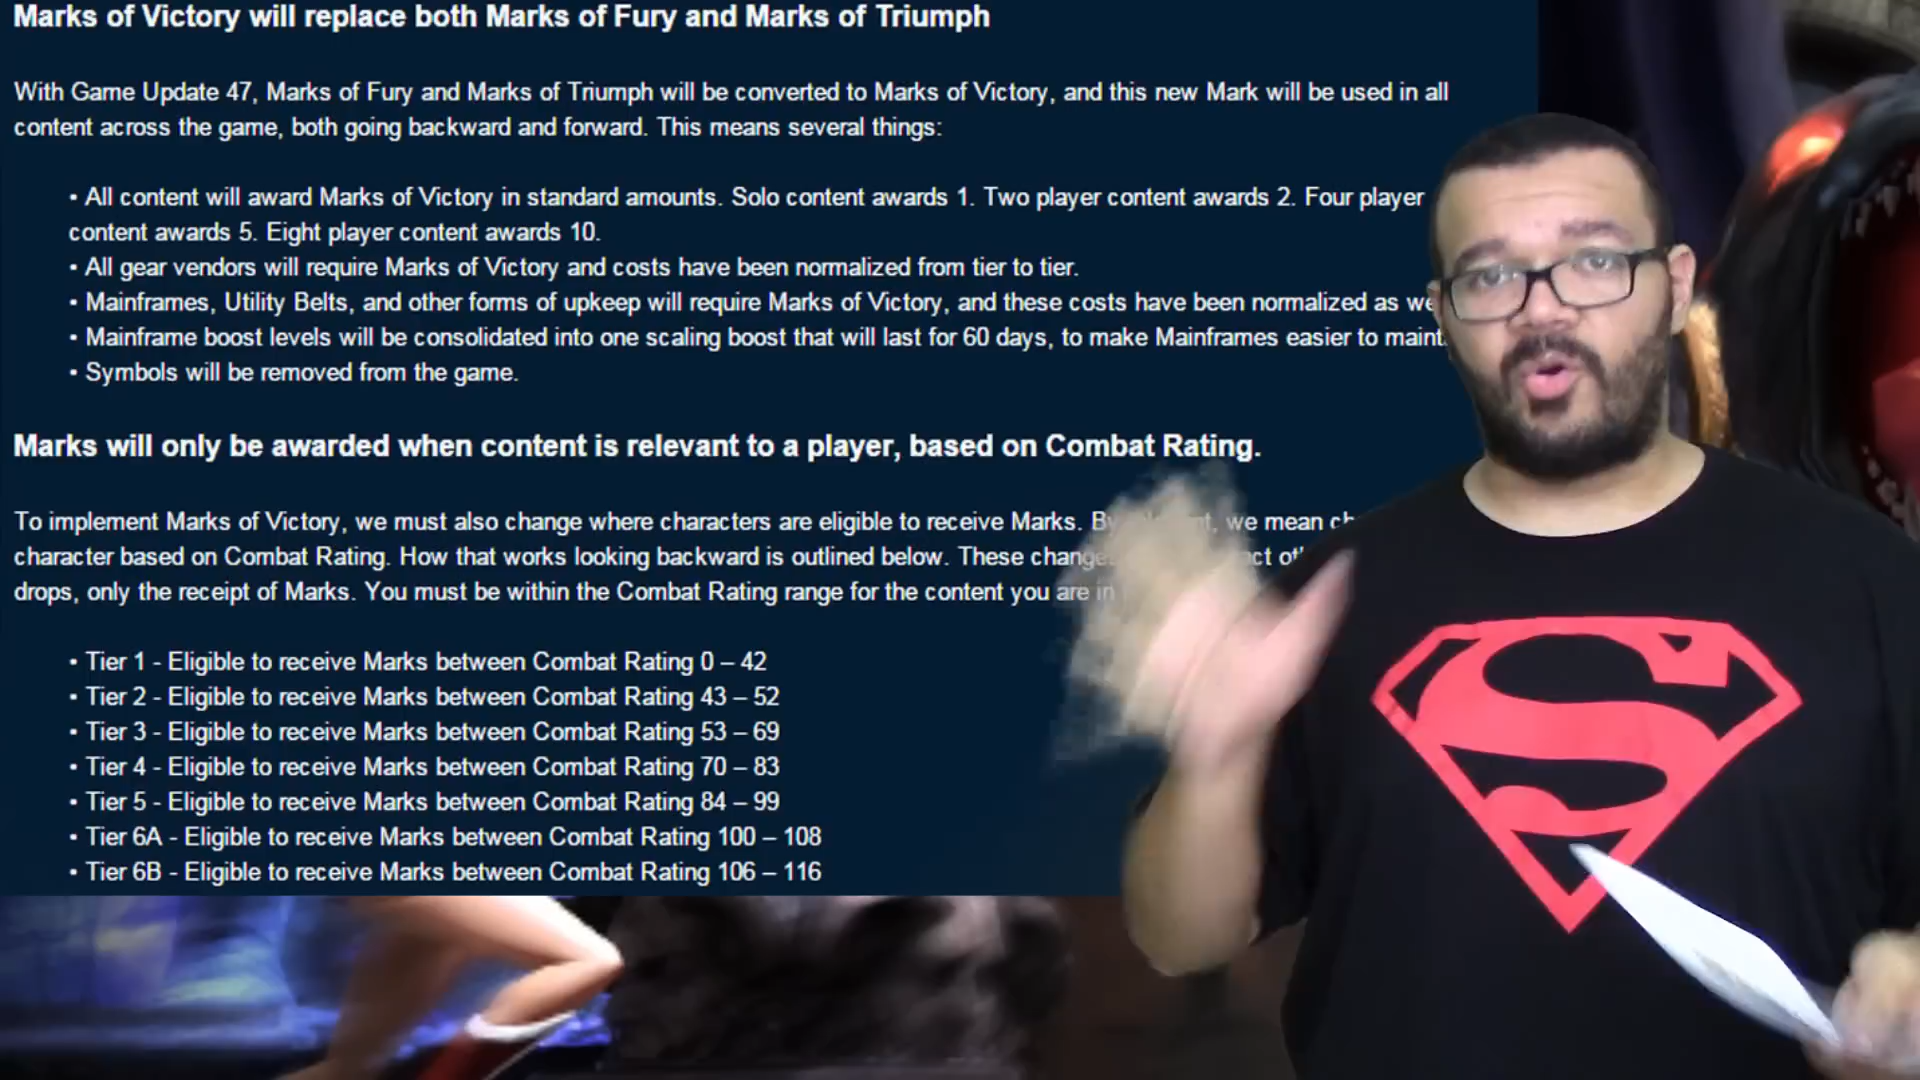 Marks of Victory will replace both Marks of Fury and Marks of Triumph
With Game Update 47, Marks of Fury and Marks of Triumph will be converted to Marks of Victory, and this new Mark will be used in all
content across the game, both going backward and forward. This means several things:
• All content will award Marks of Victory in standard amounts. Solo content awards 1. Two player content awards 2. Four player
content awards 5. Eight player content awards 10.
• All gear vendors will require Marks of Victory and costs have been normalized from tier to tier.
• Mainframes, Utility Belts, and other forms of upkeep will require Marks of Victory, and these costs have been normalized as
• Mainframe boost levels will be consolidated into one scaling boost that will last for 60 days, to make Mainframes easier to
• Symbols will be removed from the game.
Marks will only be awarded when content is relevant to a player, based on Combat Rating.
To implement Marks of Victory, we must also change where characters are eligible to receive Marks. we mean
character based on Combat Rating. How that works looking backward is outlined below. These
drops, only the receipt of Marks. You must be within the Combat Rating range for the content you are in
• Tier 1 - Eligible to receive Marks between Combat Rating 0 – 42
• Tier 2 - Eligible to receive Marks between Combat Rating 43 – 52
• Tier 3 - Eligible to receive Marks between Combat Rating 53 – 69
• Tier 4 - Eligible to receive Marks between Combat Rating 70 – 83
• Tier 5 - Eligible to receive Marks between Combat Rating 84 – 99
• Tier 6A - Eligible to receive Marks between Combat Rating 100 – 108
• Tier 6B - Eligible to receive Marks between Combat Rating 106 – 116
S